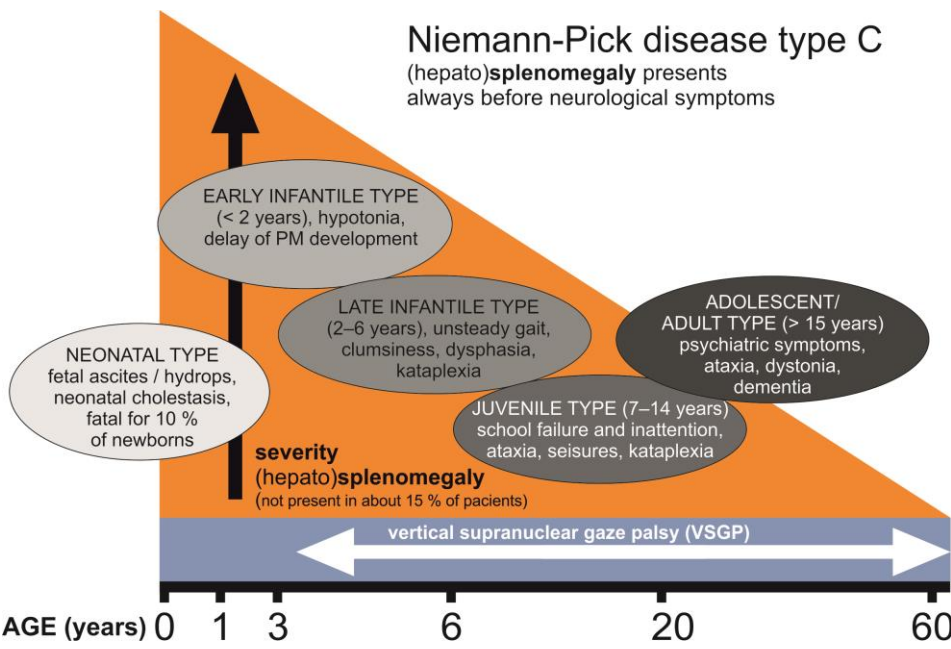 Niemann-Pick disease type C
(hepato)splenomegaly presents
always before neurological symptoms
EARLY INFANTILE TYPE
(< 2 years), hypotonia,
delay of PM development
LATE INFANTILE TYPE
(2–6 years), unsteady gait,
clumsiness, dysphasia,
kataplexia
ADOLESCENT/
ADULT TYPE (> 15 years)
psychiatric symptoms,
ataxia, dystonia,
dementia
NEONATAL TYPE
fetal ascites / hydrops,
neonatal cholestasis,
fatal for 10 %
of newborns
JUVENILE TYPE (7–14 years)
school failure and inattention,
ataxia, seisures, kataplexia
severity
(hepato)splenomegaly
(not present in about 15 % of pacients)
vertical supranuclear gaze palsy (VSGP)
AGE (years) 0 1 3 6 20 60